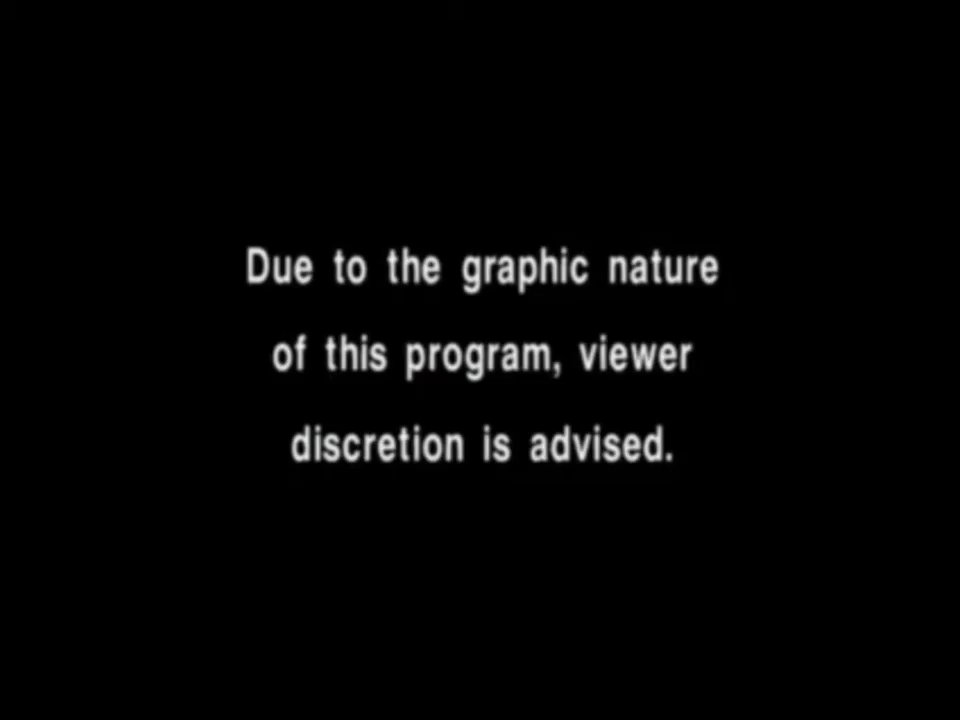 Due to the graphic nature
of this program, viewer
discretion is advised.